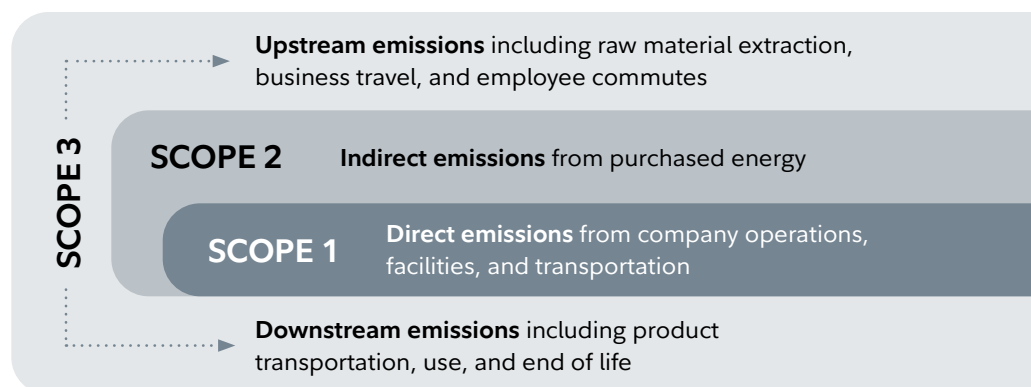 Upstream emissions including raw material extraction,
business travel, and employee commutes
SCOPE 3
SCOPE 2 Indirect emissions from purchased energy
SCOPE 1 Direct emissions from company operations,
facilities, and transportation
Downstream emissions including product
transportation, use, and end of life